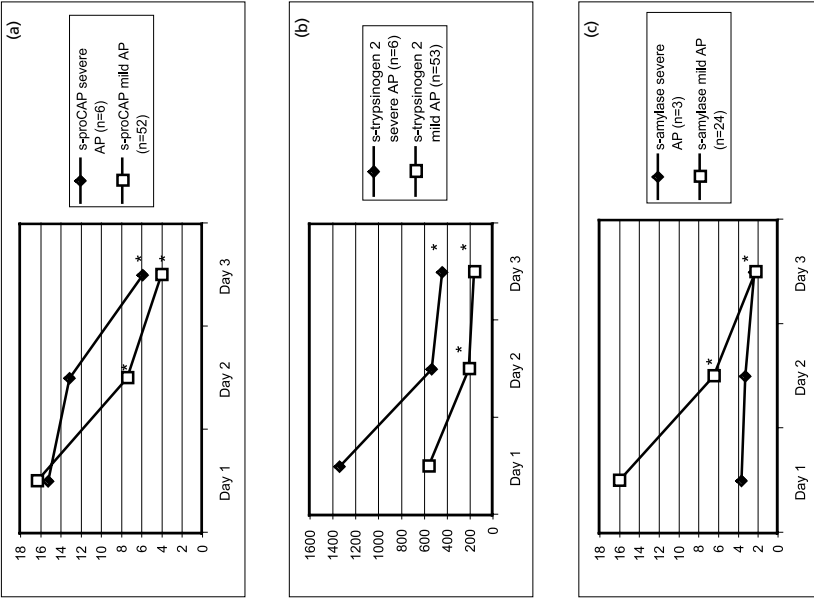 (a)
s-proCAP severe
AP (n=6)
s-proCAP mild AP
(n=52)
18
16
14
12
10
8
6
4
2
0
*
*
*
Day 1
Day 2
Day 3
(b)
s-trypsinogen 2
severe AP (n=6)
s-trypsinogen 2
mild AP (n=53)
1600
1400
1200
1000
800
600
400
200
0
*
*
*
Day 1
Day 2
Day 3
(c)
s-amylase severe
AP (n=3)
s-amylase mild AP
(n=24)
18
16
14
12
10
8
6
4
2
0
*
*
Day 1
Day 2
Day 3